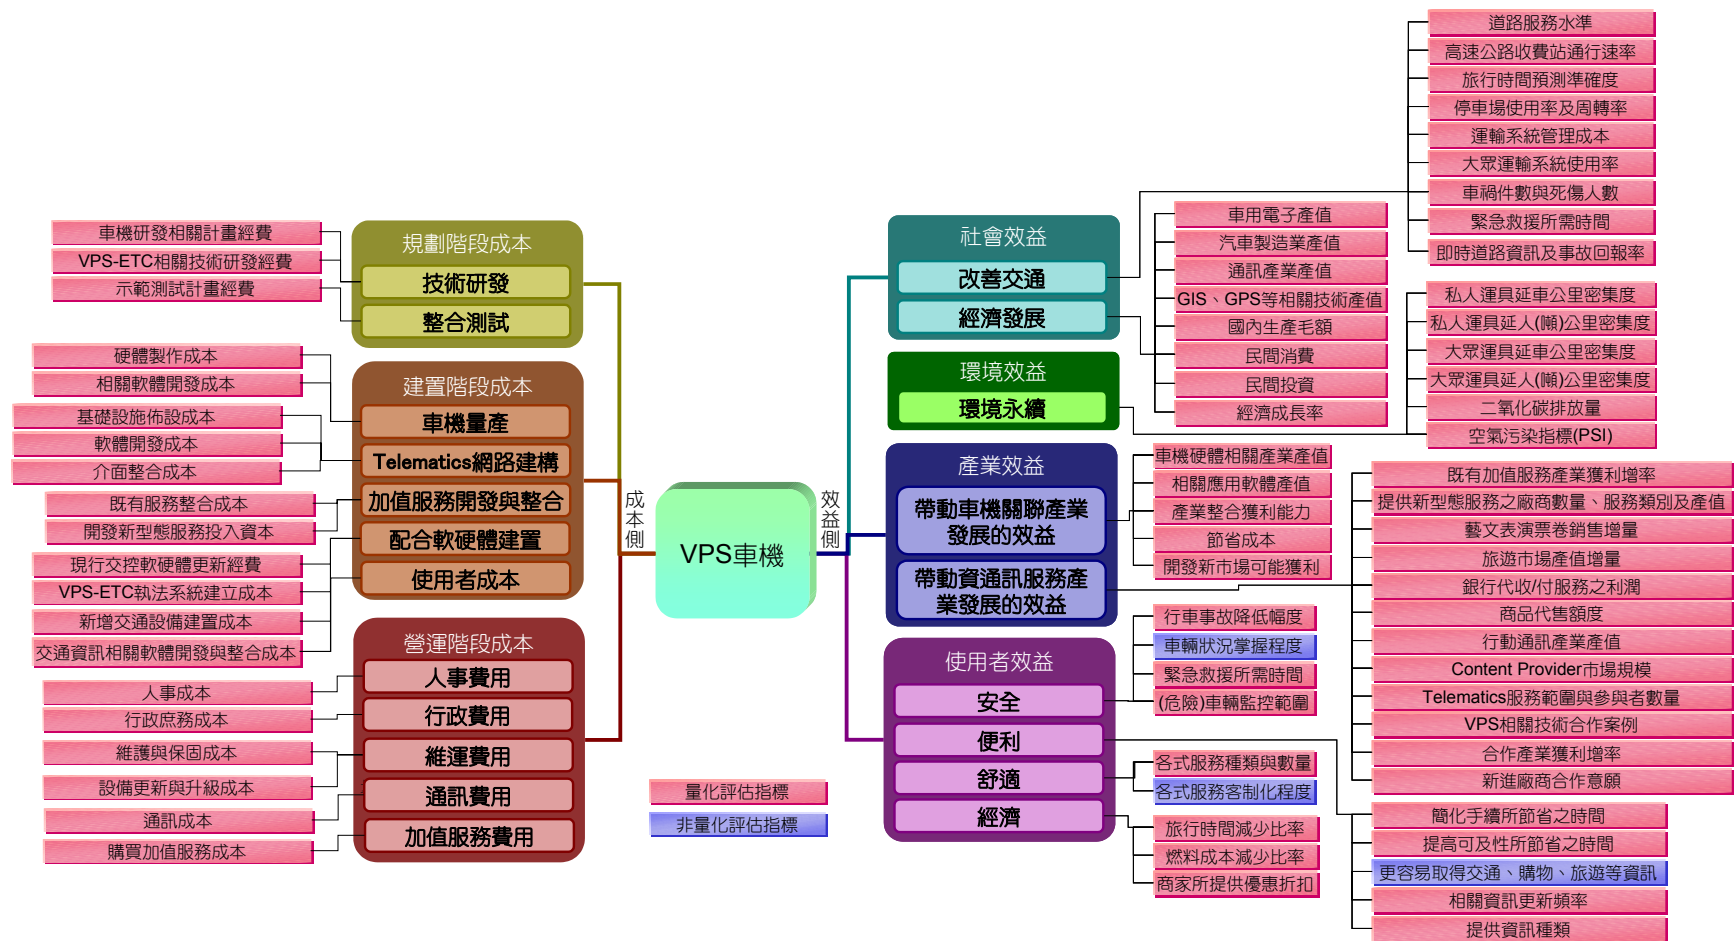 VPS車機
成本側
效益側
規劃階段成本
技術研發
整合測試
車機研發相關計畫經費
VPS-ETC相關技術研發經費
示範測試計畫經費
建置階段成本
車機量產
Telematics網路建構
加值服務開發與整合
配合軟硬體建置
使用者成本
硬體製作成本
相關軟體開發成本
基礎設施佈設成本
軟體開發成本
介面整合成本
既有服務整合成本
開發新型態服務投入資本
現行交控軟硬體更新經費
VPS-ETC執法系統建立成本
新增交通設備建置成本
交通資訊相關軟體開發與整合成本
營運階段成本
人事費用
行政費用
維運費用
通訊費用
加值服務費用
人事成本
行政庶務成本
維護與保固成本
設備更新與升級成本
通訊成本
購買加值服務成本
量化評估指標
非量化評估指標
社會效益
改善交通
經濟發展
道路服務水準
高速公路收費站通行速率
旅行時間預測準確度
停車場使用率及周轉率
運輸系統管理成本
大眾運輸系統使用率
車禍件數與死傷人數
緊急救援所需時間
即時道路資訊及事故回報率
車用電子產值
汽車製造業產值
通訊產業產值
GIS、GPS等相關技術產值
國內生產毛額
民間消費
民間投資
經濟成長率
環境效益
環境永續
私人運具延車公里密集度
私人運具延人(噸)公里密集度
大眾運具延車公里密集度
大眾運具延人(噸)公里密集度
二氧化碳排放量
空氣污染指標(PSI)
產業效益
帶動車機關聯產業
發展的效益
帶動資通訊服務產
業發展的效益
車機硬體相關產業產值
相關應用軟體產值
產業整合獲利能力
節省成本
開發新市場可能獲利
既有加值服務產業獲利增率
提供新型態服務之廠商數量、服務類別及產值
藝文表演票卷銷售增量
旅遊市場產值增量
銀行代收/付服務之利潤
商品代售額度
行動通訊產業產值
Content Provider市場規模
Telematics服務範圍與參與者數量
VPS相關技術合作案例
合作產業獲利增率
新進廠商合作意願
使用者效益
安全
便利
舒適
經濟
行車事故降低幅度
車輛狀況掌握程度
緊急救援所需時間
(危險)車輛監控範圍
各式服務種類與數量
各式服務客制化程度
旅行時間減少比率
燃料成本減少比率
商家所提供優惠折扣
簡化手續所節省之時間
提高可及性所節省之時間
更容易取得交通、購物、旅遊等資訊
相關資訊更新頻率
提供資訊種類